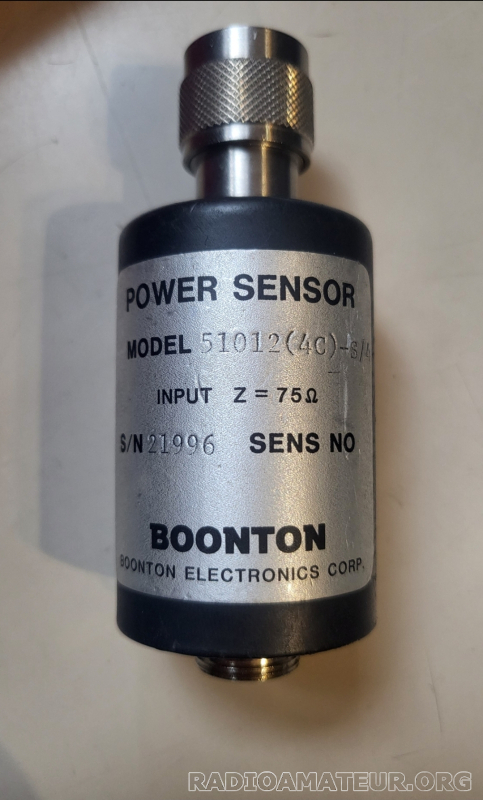 POWER SENSOR
MODEL 51012(4C)-S/
INPUT Z = 75Ω
S/N 21996 SENS NO
BOONTON
BOONTON ELECTRONICS CORP.
RADIOAMATEUR.ORG